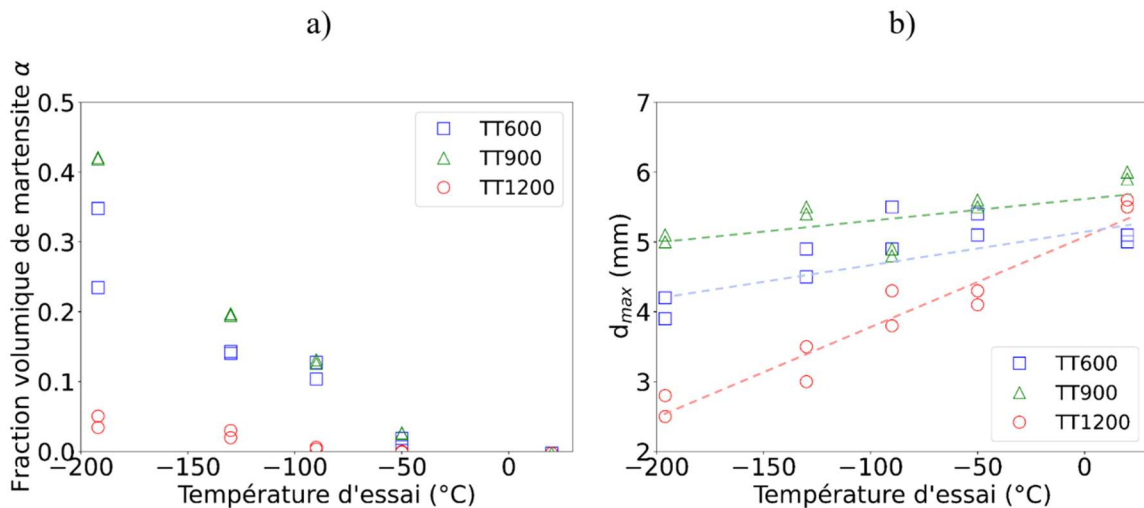 a)
b)
Fraction volumique de martensite α
0.5
0.4
0.3
0.2
0.1
0.0
TT600
TT900
TT1200
−200
−150
−100
−50
0
Température d'essai (°C)
d_max (mm)
7
6
5
4
3
2
TT600
TT900
TT1200
−200
−150
−100
−50
0
Température d'essai (°C)